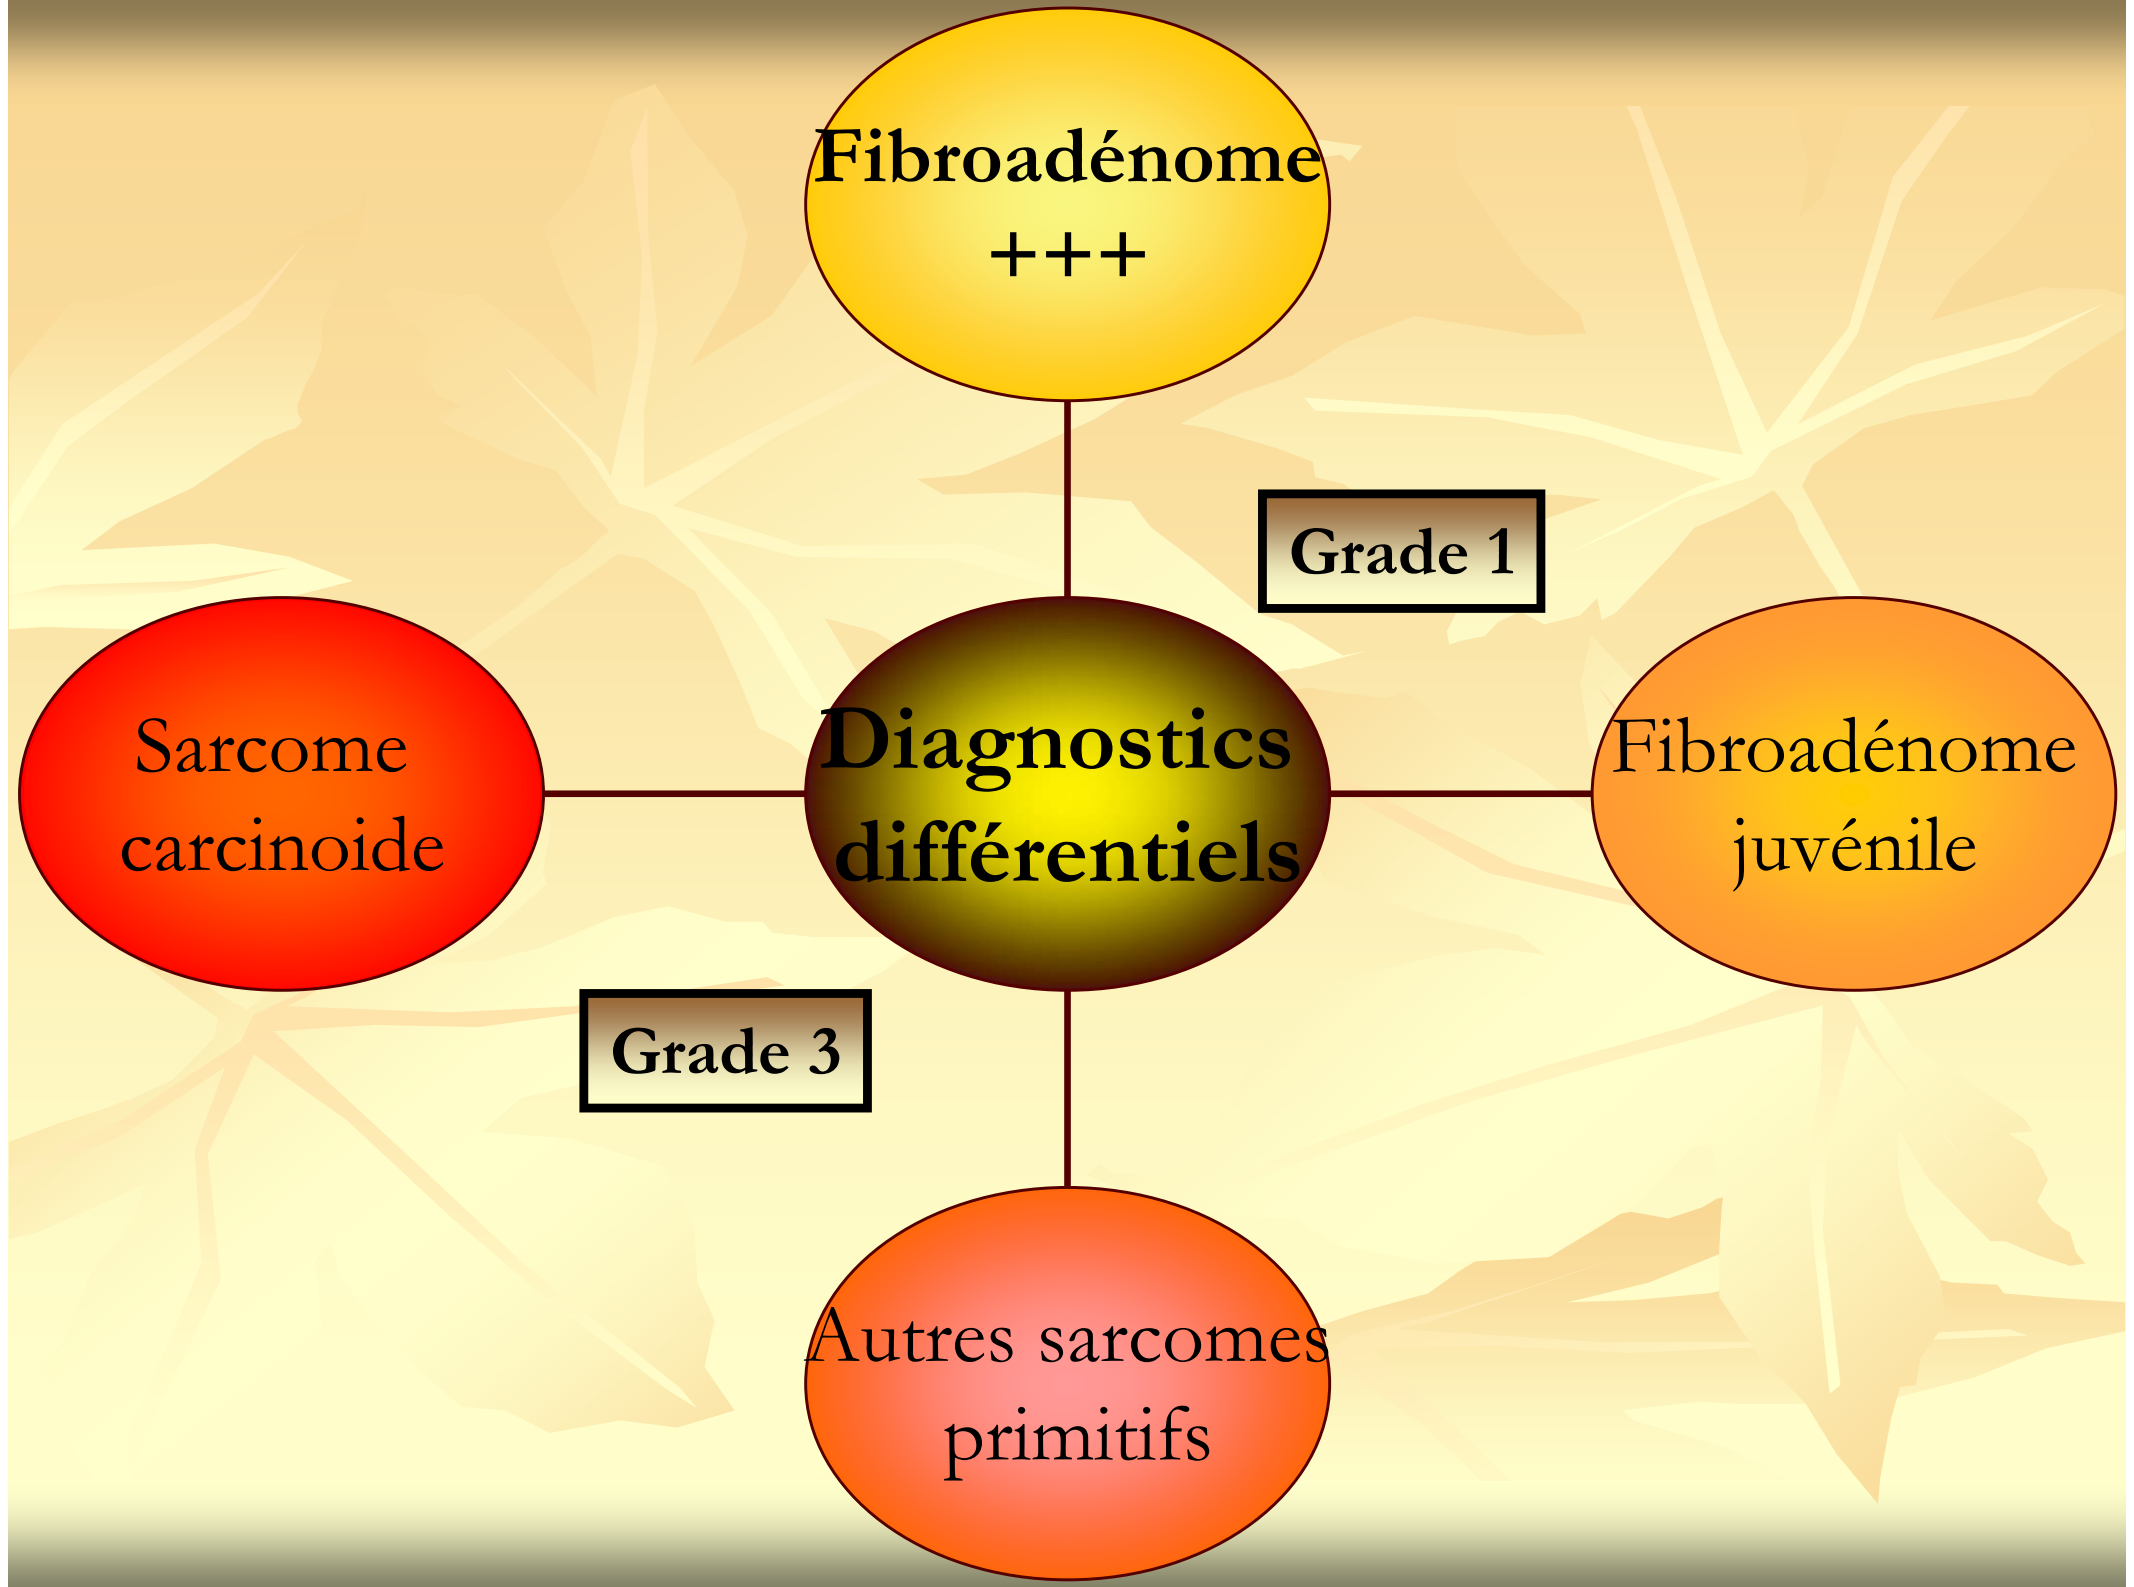 Fibroadénome
+++
Grade 1
Sarcome
carcinoide
Diagnostics
différentiels
Fibroadénome
juvénile
Grade 3
Autres sarcomes
primitifs